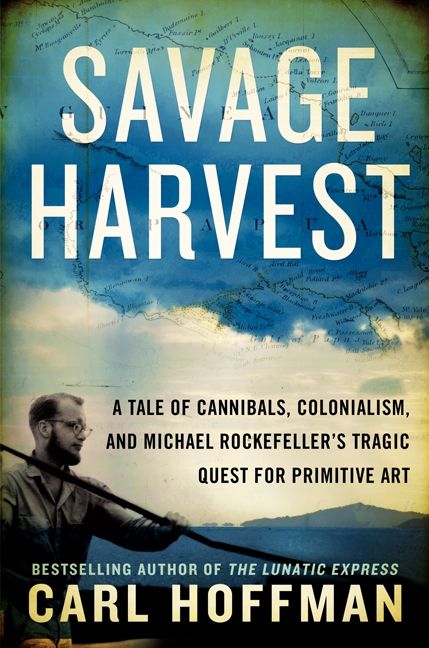 SAVAGE
HARVEST
A TALE OF CANNIBALS, COLONIALISM,
AND MICHAEL ROCKEFELLER'S TRAGIC
QUEST FOR PRIMITIVE ART
BESTSELLING AUTHOR OF THE LUNATIC EXPRESS
CARL HOFFMAN